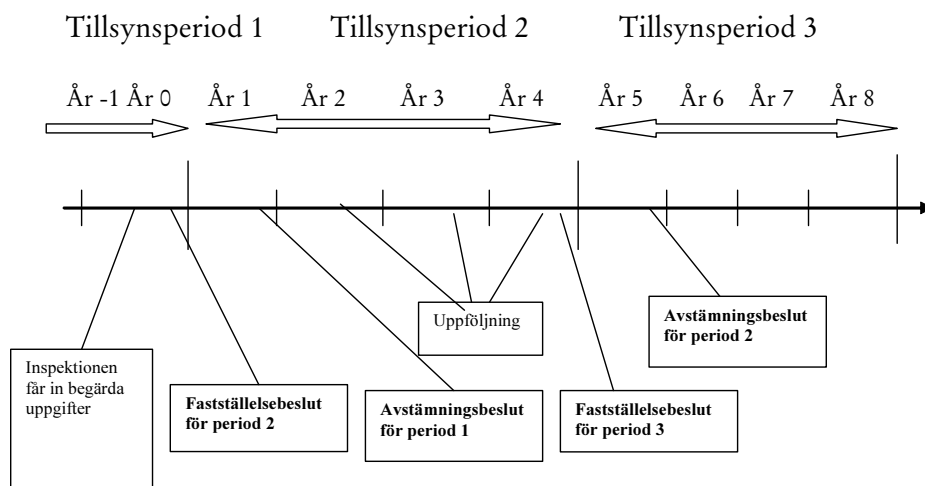 Tillsynsperiod 1 Tillsynsperiod 2 Tillsynsperiod 3
År -1 År 0 År 1 År 2 År 3 År 4 År 5 År 6 År 7 År 8
Inspektionen
får in begärda
uppgifter
Fastställelsebeslut
för period 2
Avstämningsbeslut
för period 1
Uppföljning
Fastställelsebeslut
för period 3
Avstämningsbeslut
för period 2